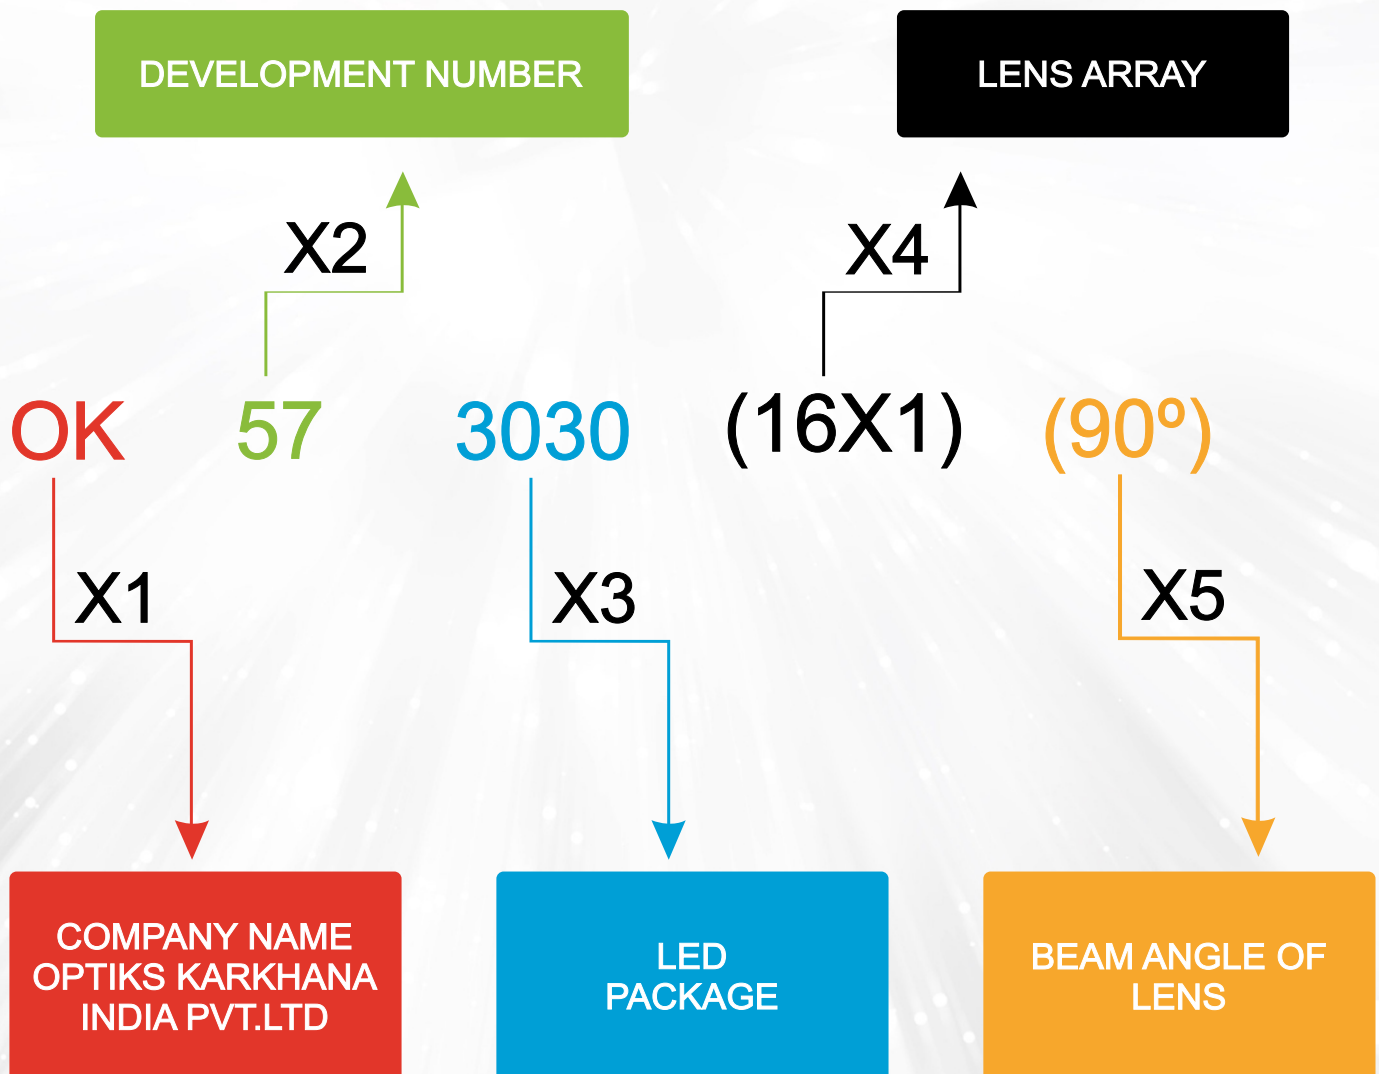 DEVELOPMENT NUMBER
LENS ARRAY
X2
X4
OK 57 3030 (16X1) (90º)
X1
X3
X5
COMPANY NAME
OPTIKS KARKHANA
INDIA PVT.LTD
LED
PACKAGE
BEAM ANGLE OF
LENS